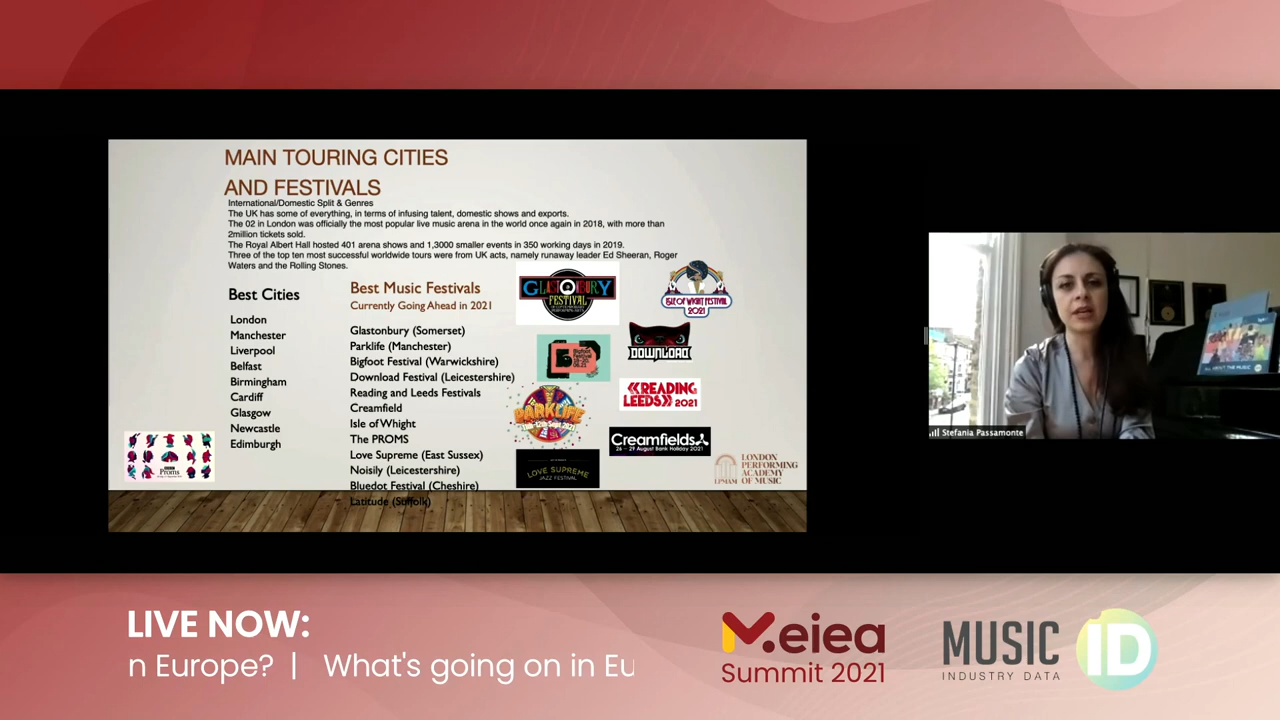 MAIN TOURING CITIES
AND FESTIVALS
International/Domestic Split & Genres
The UK has some of everything, in terms of infusing talent, domestic shows and exports.
The 02 in London was officially the most popular live music arena in the world once again in 2018, with more than
2million tickets sold.
The Royal Albert Hall hosted 401 arena shows and 1,3000 smaller events in 350 working days in 2019.
Three of the top ten most successful worldwide tours were from UK acts, namely runaway leader Ed Sheeran, Roger
Waters and the Rolling Stones.
Best Cities
London
Manchester
Liverpool
Belfast
Birmingham
Cardiff
Glasgow
Newcastle
Edinburgh
Best Music Festivals
Currently Going Ahead in 2021
Glastonbury (Somerset)
Parklife (Manchester)
Bigfoot Festival (Warwickshire)
Download Festival (Leicestershire)
Reading and Leeds Festivals
Creamfield
Isle of Wight
The PROMS
Love Supreme (East Sussex)
Noisily (Leicestershire)
Bluedot Festival (Cheshire)
Latitude (Suffolk)
GLASTONBURY
FESTIVAL
ISLE OF WIGHT FESTIVAL
2021
DOWNLOAD
READING
LEEDS 2021
PARKLIFE
Creamfields
26 - 29 August Bank Holiday 2021
LOVE SUPREME
JAZZ FESTIVAL
BBC
Proms
LPMAM
LONDON
PERFORMING
ACADEMY
OF MUSIC
ALL ABOUT THE MUSIC
Stefania Passamonte
LIVE NOW:
n Europe? | What's going on in Eu
meiea
Summit 2021
MUSIC ID
INDUSTRY DATA